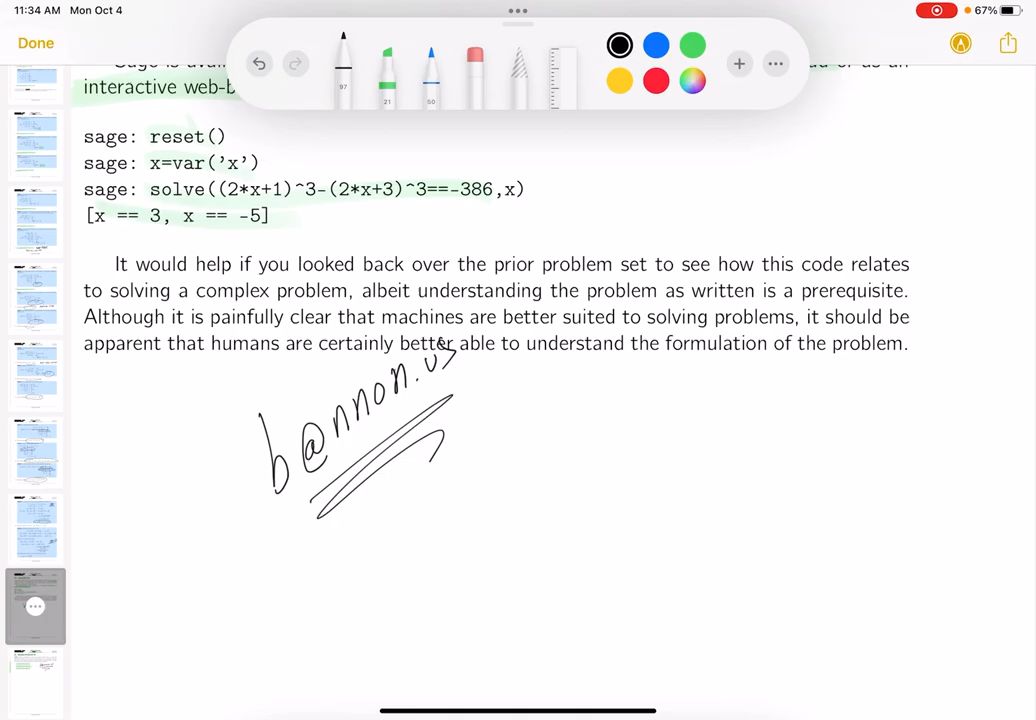 11:34 AM Mon Oct 4
67%
Done
97
21
50
interactive web-b
sage: reset()
sage: x=var('x')
sage: solve((2*x+1)^3-(2*x+3)^3==-386,x)
[x == 3, x == -5]
It would help if you looked back over the prior problem set to see how this code relates
to solving a complex problem, albeit understanding the problem as written is a prerequisite.
Although it is painfully clear that machines are better suited to solving problems, it should be
apparent that humans are certainly better able to understand the formulation of the problem.
b@nnon.us